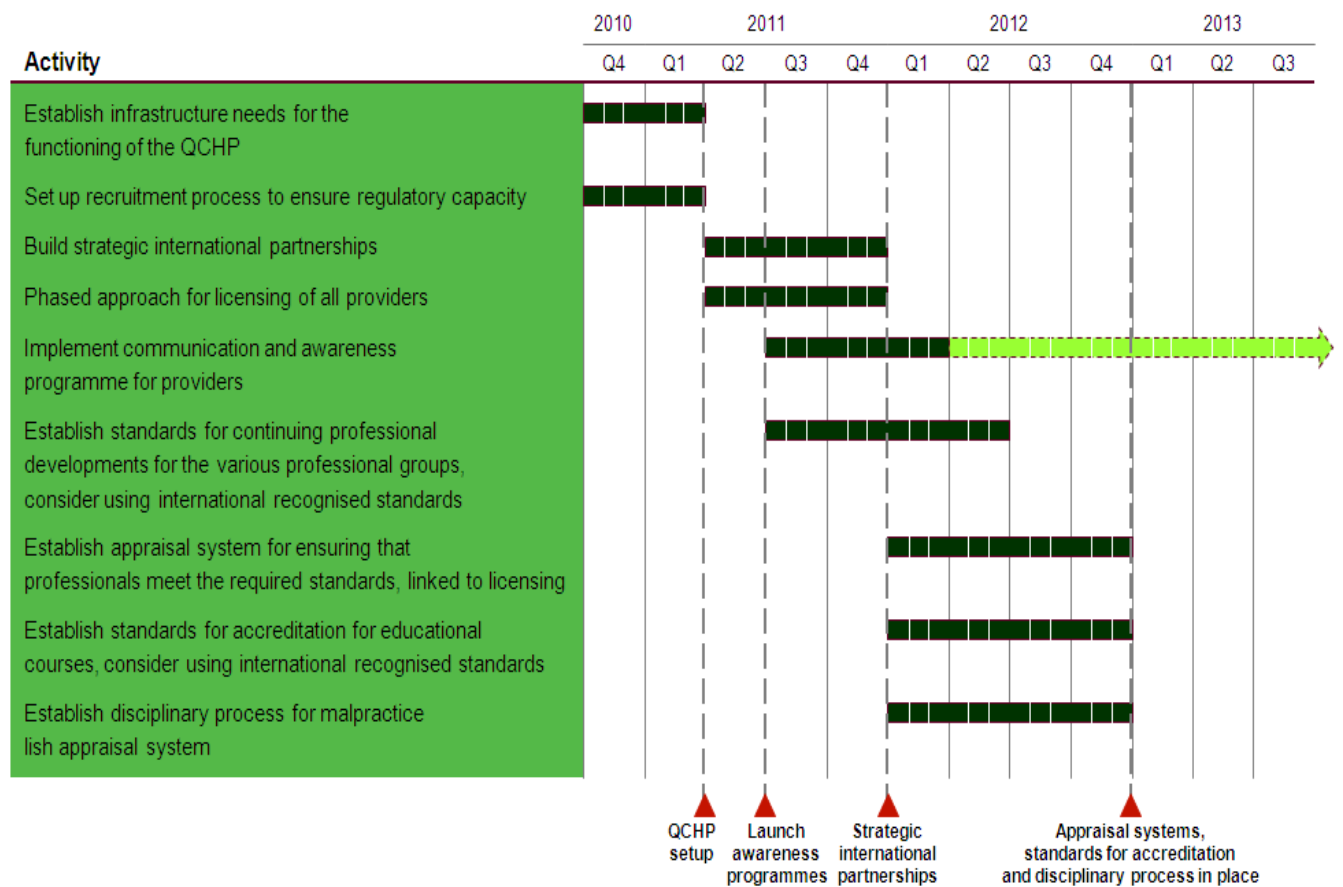 2010 2011 2012 2013
Activity Q4 Q1 Q2 Q3 Q4 Q1 Q2 Q3 Q4 Q1 Q2 Q3
Establish infrastructure needs for the
functioning of the QCHP
Set up recruitment process to ensure regulatory capacity
Build strategic international partnerships
Phased approach for licensing of all providers
Implement communication and awareness
programme for providers
Establish standards for continuing professional
developments for the various professional groups,
consider using international recognised standards
Establish appraisal system for ensuring that
professionals meet the required standards, linked to licensing
Establish standards for accreditation for educational
courses, consider using international recognised standards
Establish disciplinary process for malpractice
lish appraisal system
QCHP
setup
Launch
awareness
programmes
Strategic
international
partnerships
Appraisal systems,
standards for accreditation
and disciplinary process in place